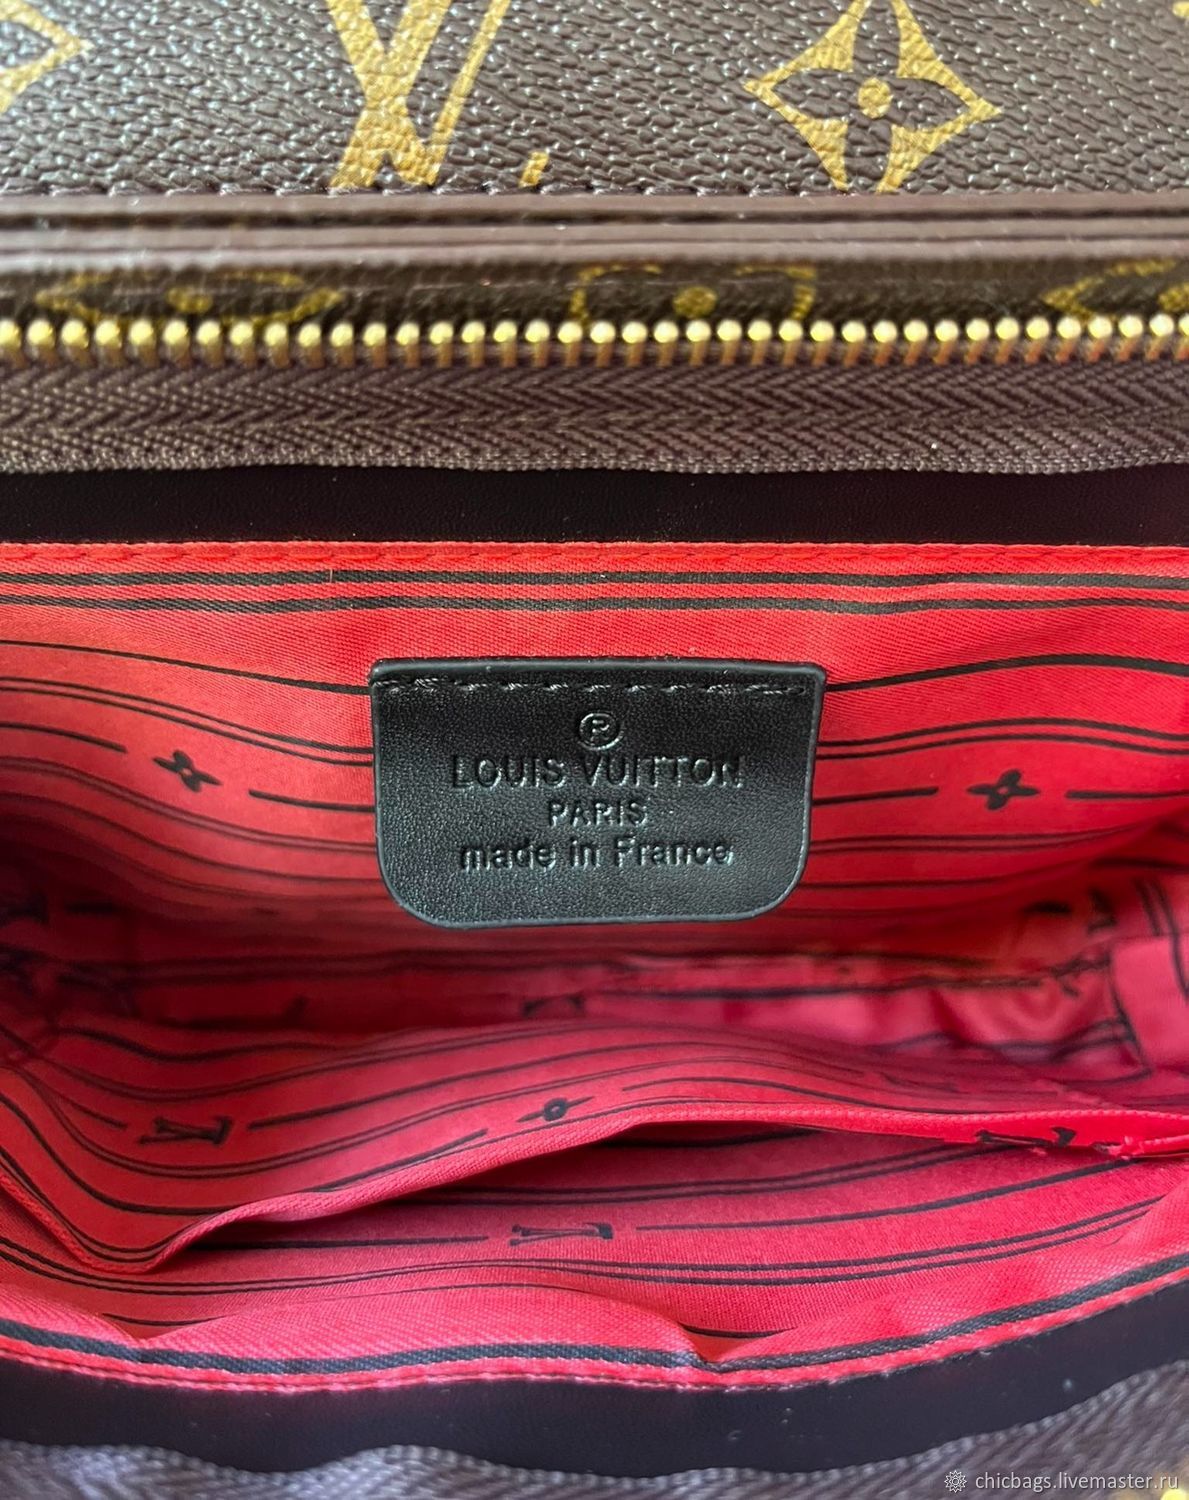 ®
LOUIS VUITTON
PARIS
made in France
chicbags.livemaster.ru